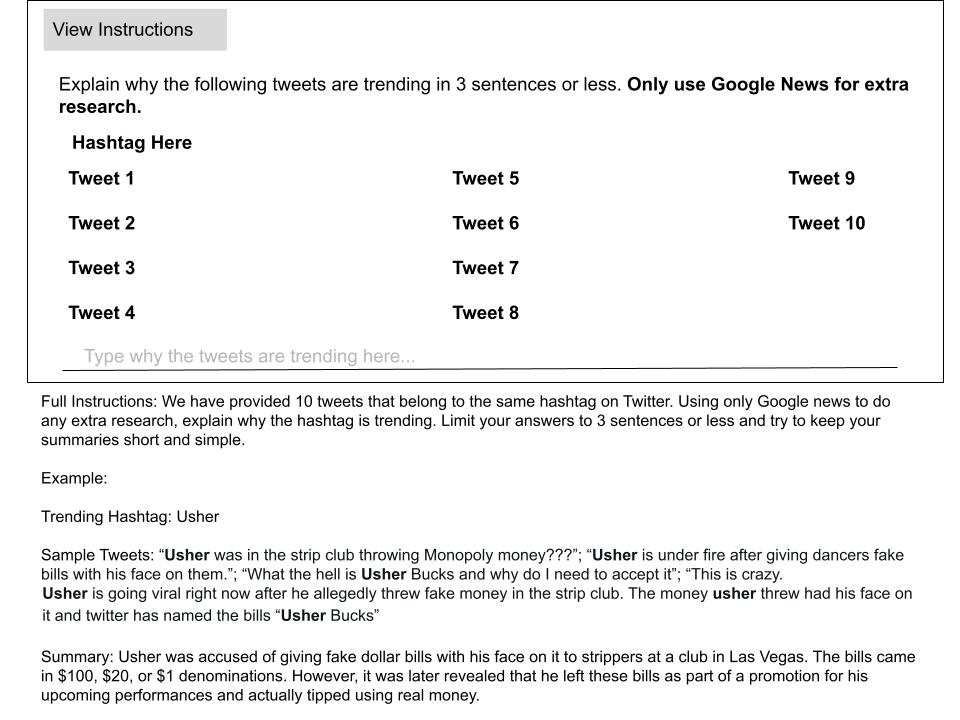 View Instructions
Explain why the following tweets are trending in 3 sentences or less. Only use Google News for extra
research.
Hashtag Here
Tweet 1
Tweet 5
Tweet 9
Tweet 2
Tweet 6
Tweet 10
Tweet 3
Tweet 7
Tweet 4
Tweet 8
Type why the tweets are trending here...
Full Instructions: We have provided 10 tweets that belong to the same hashtag on Twitter. Using only Google news to do
any extra research, explain why the hashtag is trending. Limit your answers to 3 sentences or less and try to keep your
summaries short and simple.
Example:
Trending Hashtag: Usher
Sample Tweets: “Usher was in the strip club throwing Monopoly money???”; “Usher is under fire after giving dancers fake
bills with his face on them.”; “What the hell is Usher Bucks and why do I need to accept it”; “This is crazy.
Usher is going viral right now after he allegedly threw fake money in the strip club. The money usher threw had his face on
it and twitter has named the bills “Usher Bucks”
Summary: Usher was accused of giving fake dollar bills with his face on it to strippers at a club in Las Vegas. The bills came
in $100, $20, or $1 denominations. However, it was later revealed that he left these bills as part of a promotion for his
upcoming performances and actually tipped using real money.